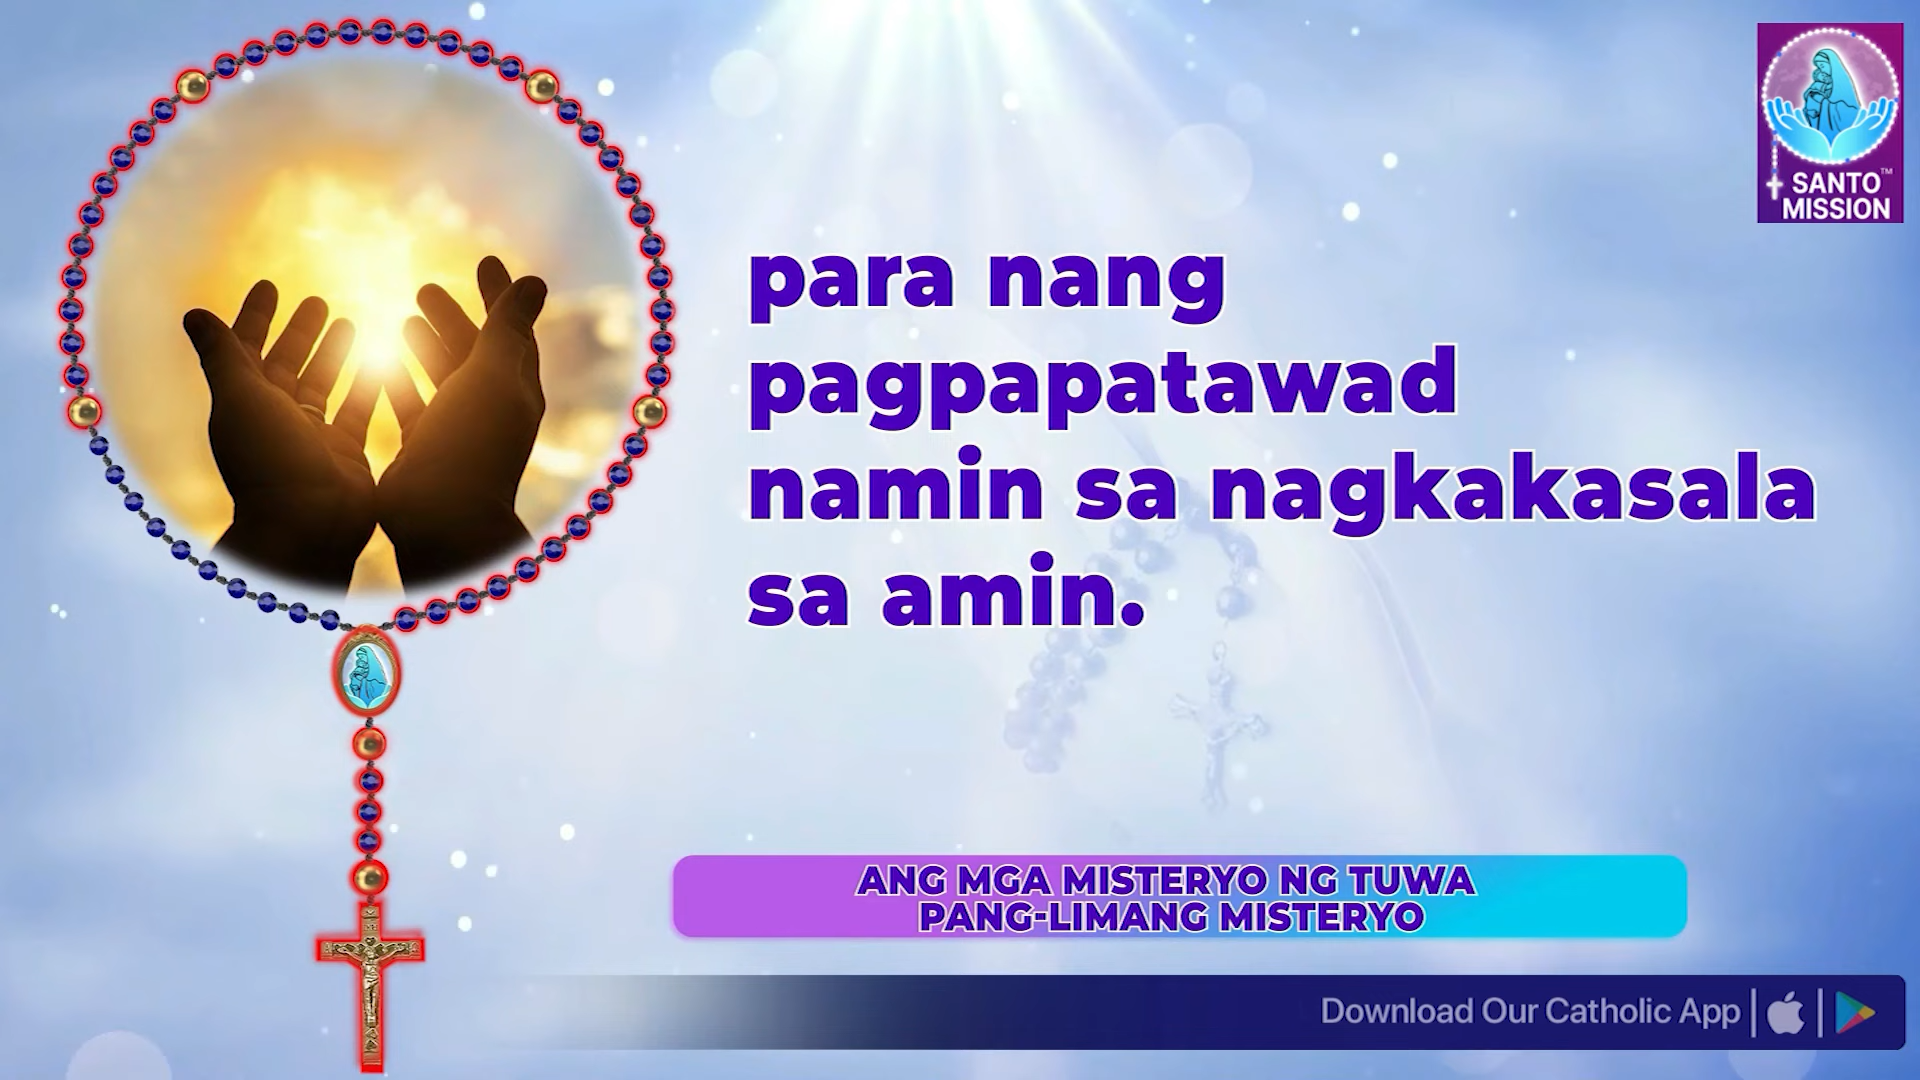 SANTO™
MISSION
para nang
pagpapatawad
namin sa nagkakasala
sa amin.
ANG MGA MISTERYO NG TUWA
PANG-LIMANG MISTERYO
Download Our Catholic App